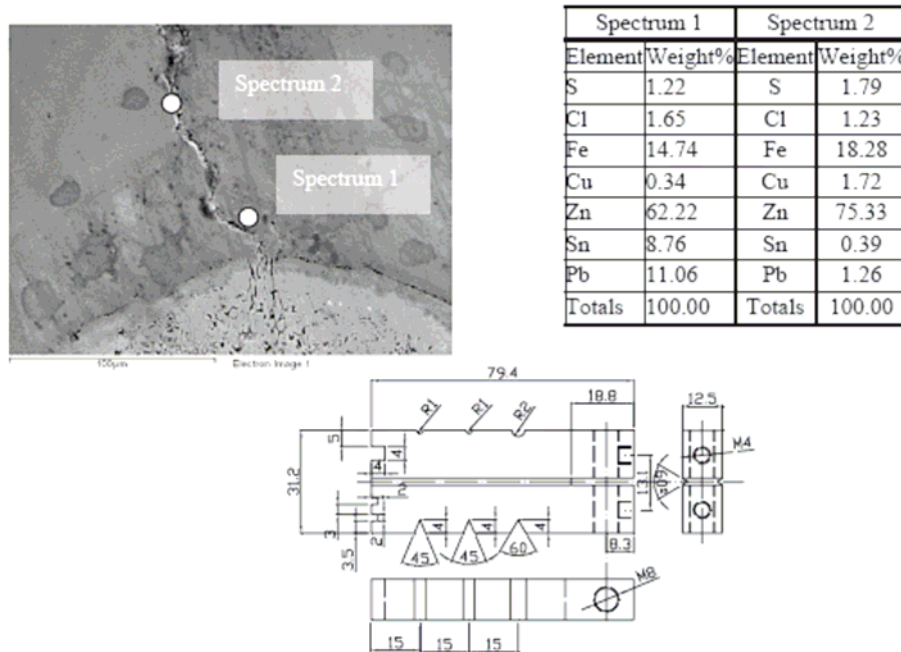 Spectrum 2
Spectrum 1
100μm
Electron Image 1
Spectrum 1 Spectrum 2
Element Weight% Element Weight%
S 1.22 S 1.79
Cl 1.65 Cl 1.23
Fe 14.74 Fe 18.28
Cu 0.34 Cu 1.72
Zn 62.22 Zn 75.33
Sn 8.76 Sn 0.39
Pb 11.06 Pb 1.26
Totals 100.00 Totals 100.00
79.4
18.8
12.5
R1 R1 R2
M4
5
4
4
31.2
2
13.1
3
3.5
2
4 4 4
45 45 60
8.3
M8
15 15 15